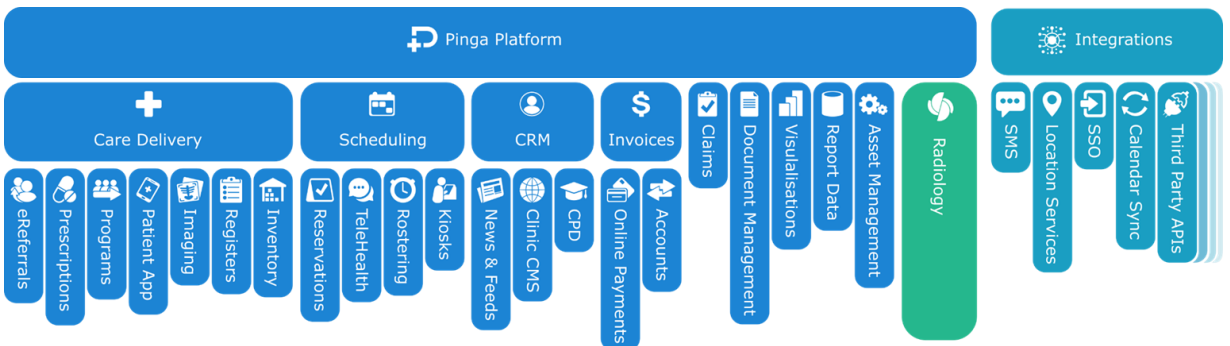 Pinga Platform
Integrations
Care Delivery
Scheduling
CRM
Invoices
Claims
Document Management
Visulalisations
Report Data
Asset Management
Radiology
SMS
Location Services
SSO
Calendar Sync
Third Party APIs
eReferrals
Prescriptions
Programs
Patient App
Imaging
Registers
Inventory
Reservations
TeleHealth
Rostering
Kiosks
News & Feeds
Clinic CMS
CPD
Online Payments
Accounts